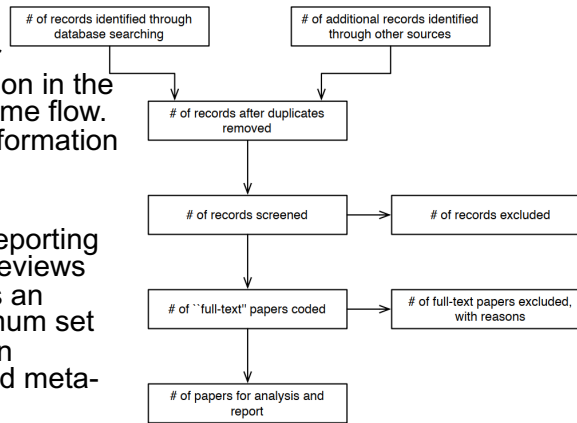 on in the
me flow.
formation
eporting
eviews
s an
num set
n
d meta-
# of records identified through
database searching
# of additional records identified
through other sources
# of records after duplicates
removed
# of records screened
# of records excluded
# of ``full-text" papers coded
# of full-text papers excluded,
with reasons
# of papers for analysis and
report